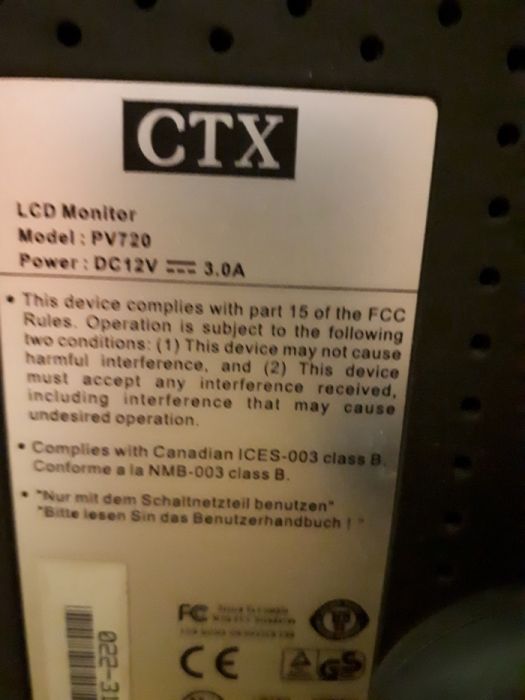 CTX
LCD Monitor
Model : PV720
Power : DC12V 3.0A
• This device complies with part 15 of the FCC
Rules. Operation is subject to the following
two conditions: (1) This device may not cause
harmful interference, and (2) This device
must accept any interference received,
including interference that may cause
undesired operation.
• Complies with Canadian ICES-003 class B.
Conforme a la NMB-003 class B.
• "Nur mit dem Schaltnetzteil benutzen"
"Bitte lesen Sin das Benutzerhandbuch ! "
FC
CE
GS
022-3